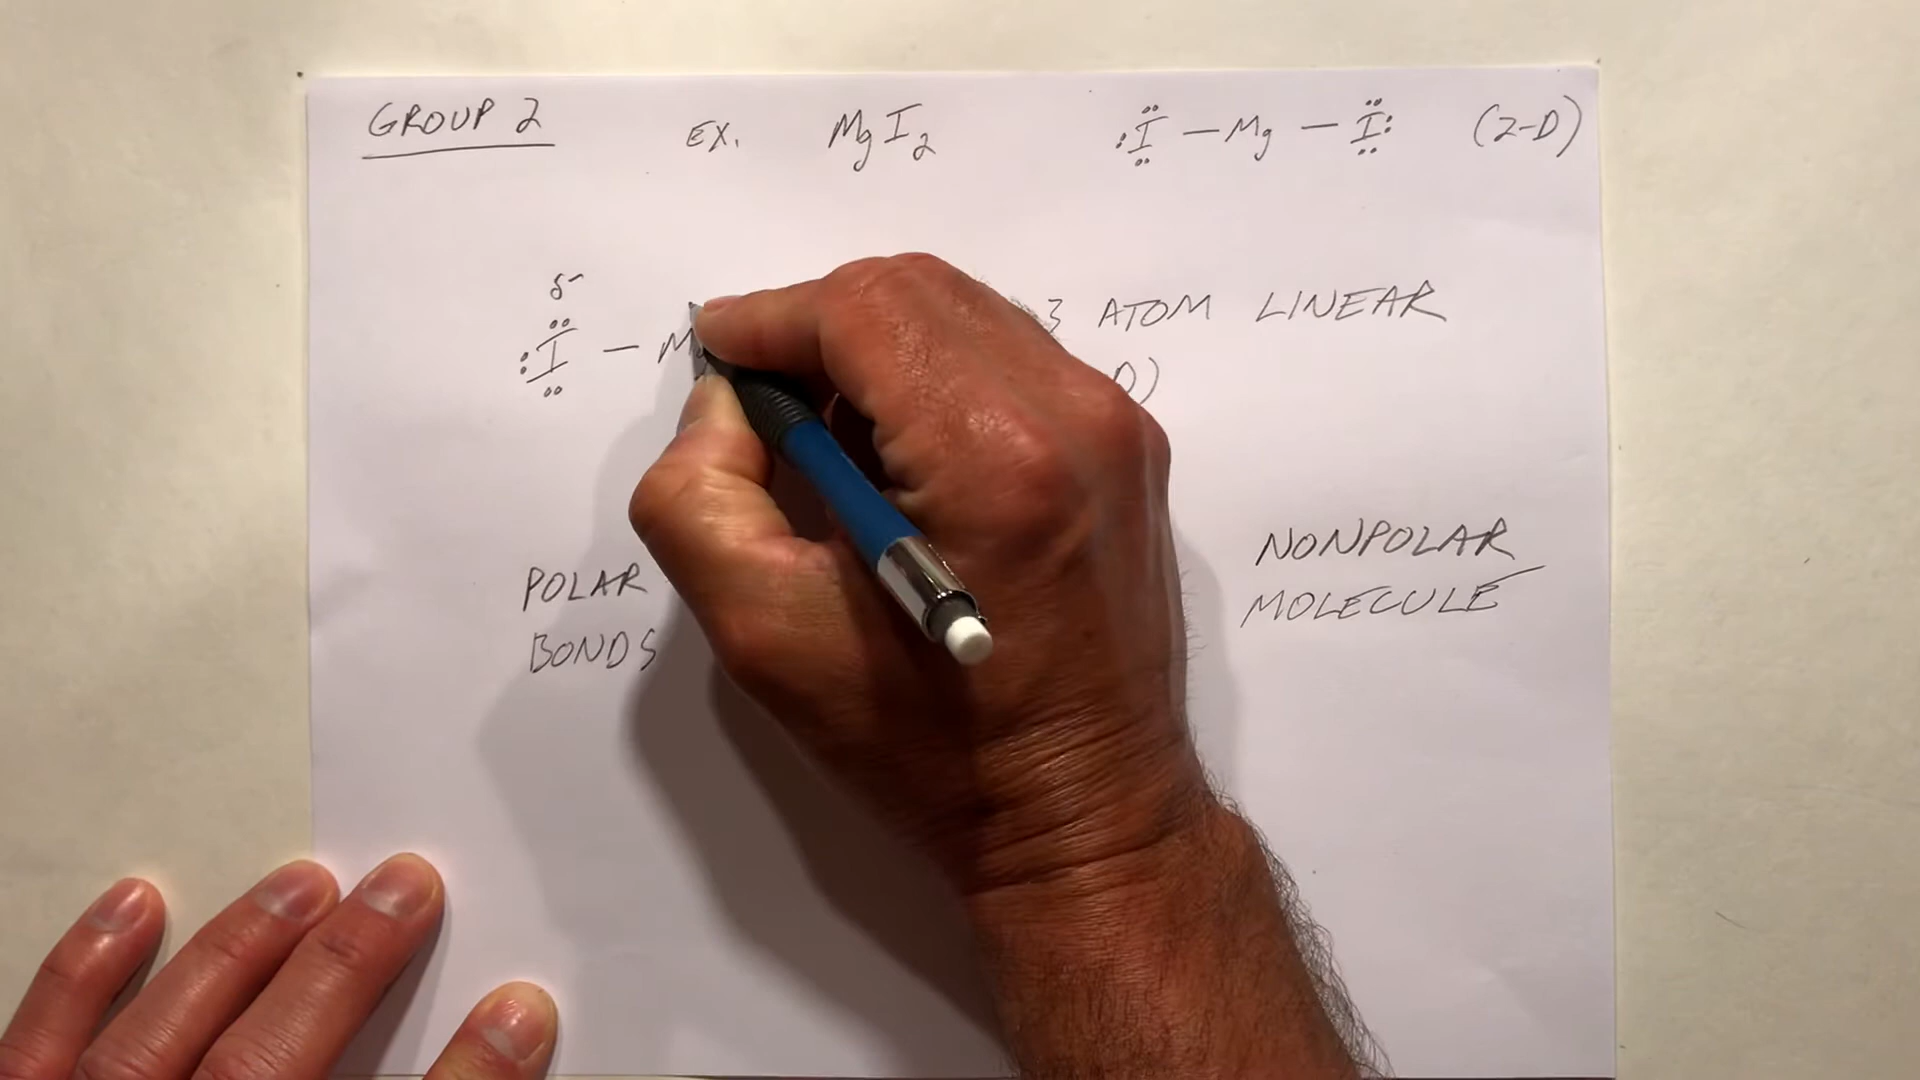 GROUP 2 EX. MgI2 :I — Mg — I: (2-D)
δ-
:I — M 3 ATOM LINEAR
D)
NONPOLAR
POLAR MOLECULE
BONDS